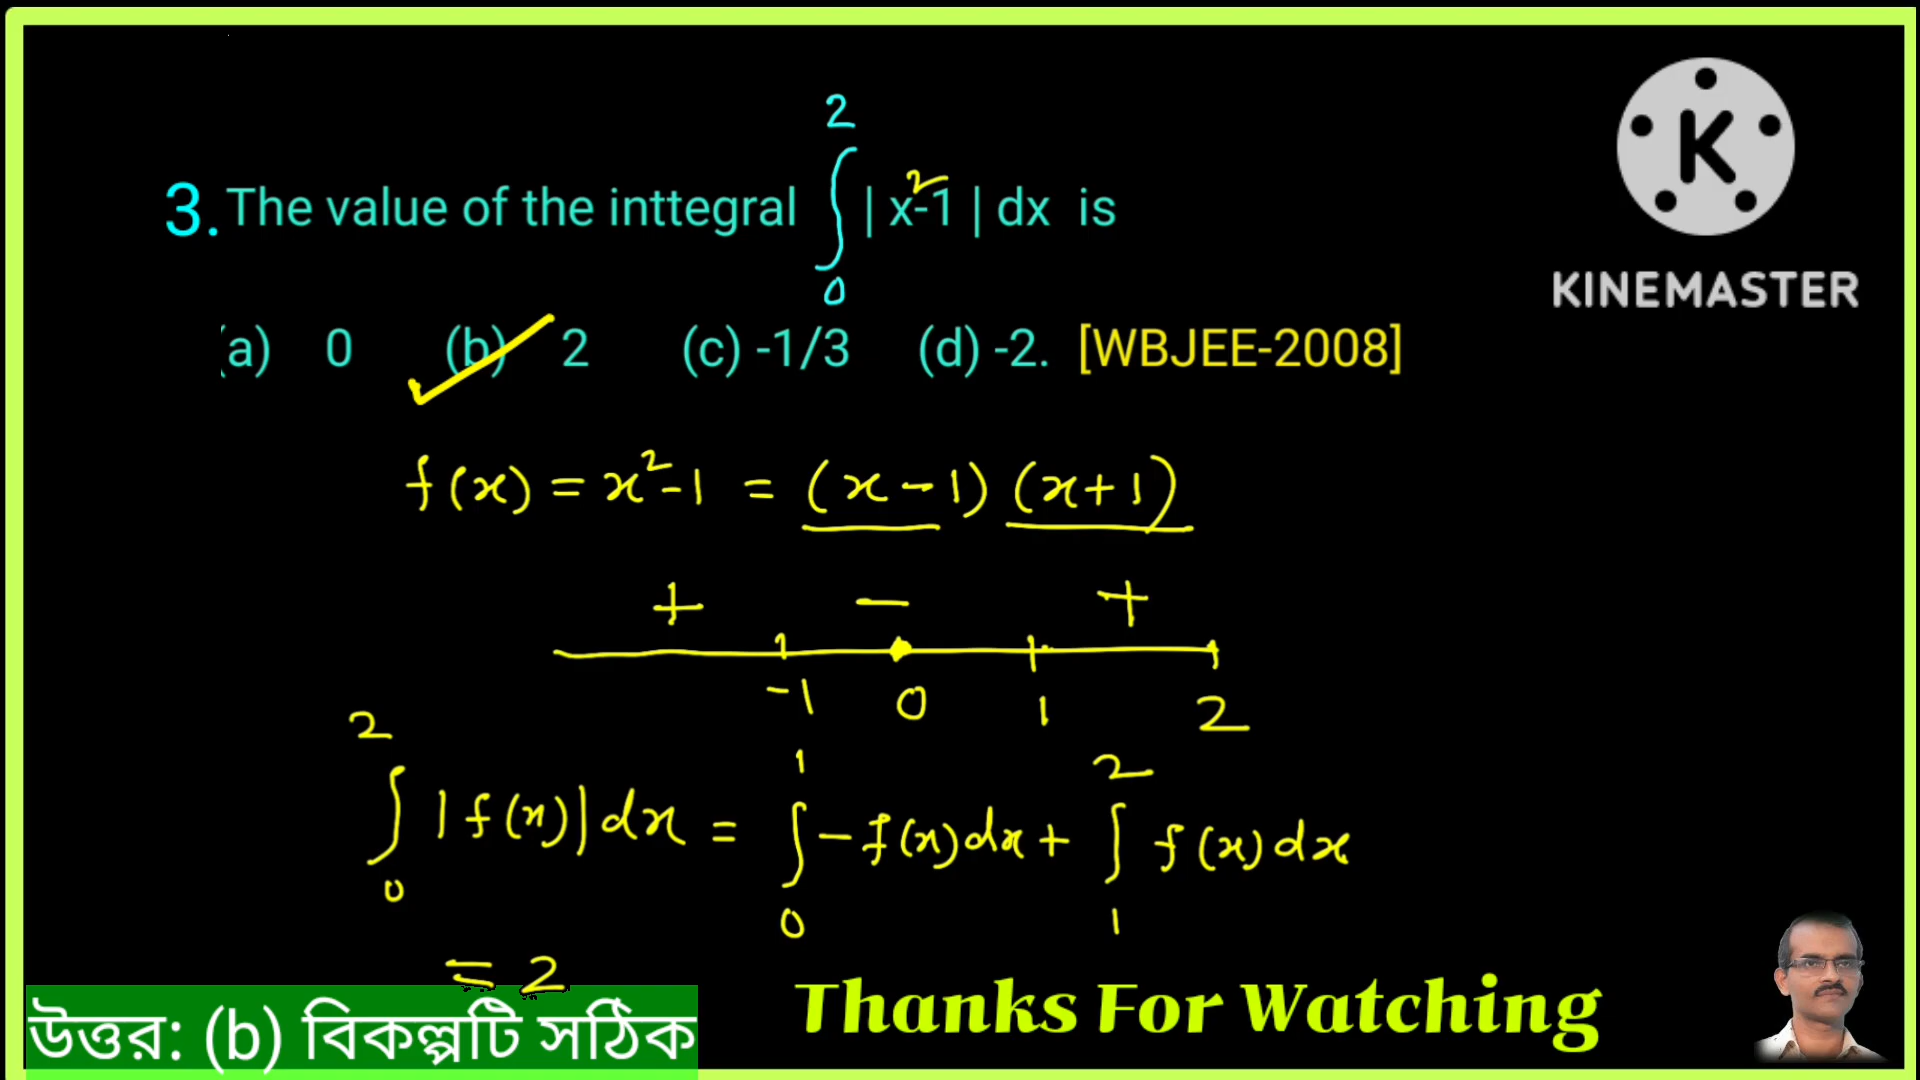 3. The value of the inttegral ∫₀² | x²-1 | dx is
(a) 0 (b) 2 (c) -1/3 (d) -2. [WBJEE-2008]
f(x) = x²-1 = (x-1) (x+1)
+ - +
-1 0 1 2
∫₀² |f(x)|dx = ∫₀¹ -f(x)dx + ∫₁² f(x)dx
= 2
উত্তর: (b) বিকল্পটি সঠিক
Thanks For Watching
K
KINEMASTER